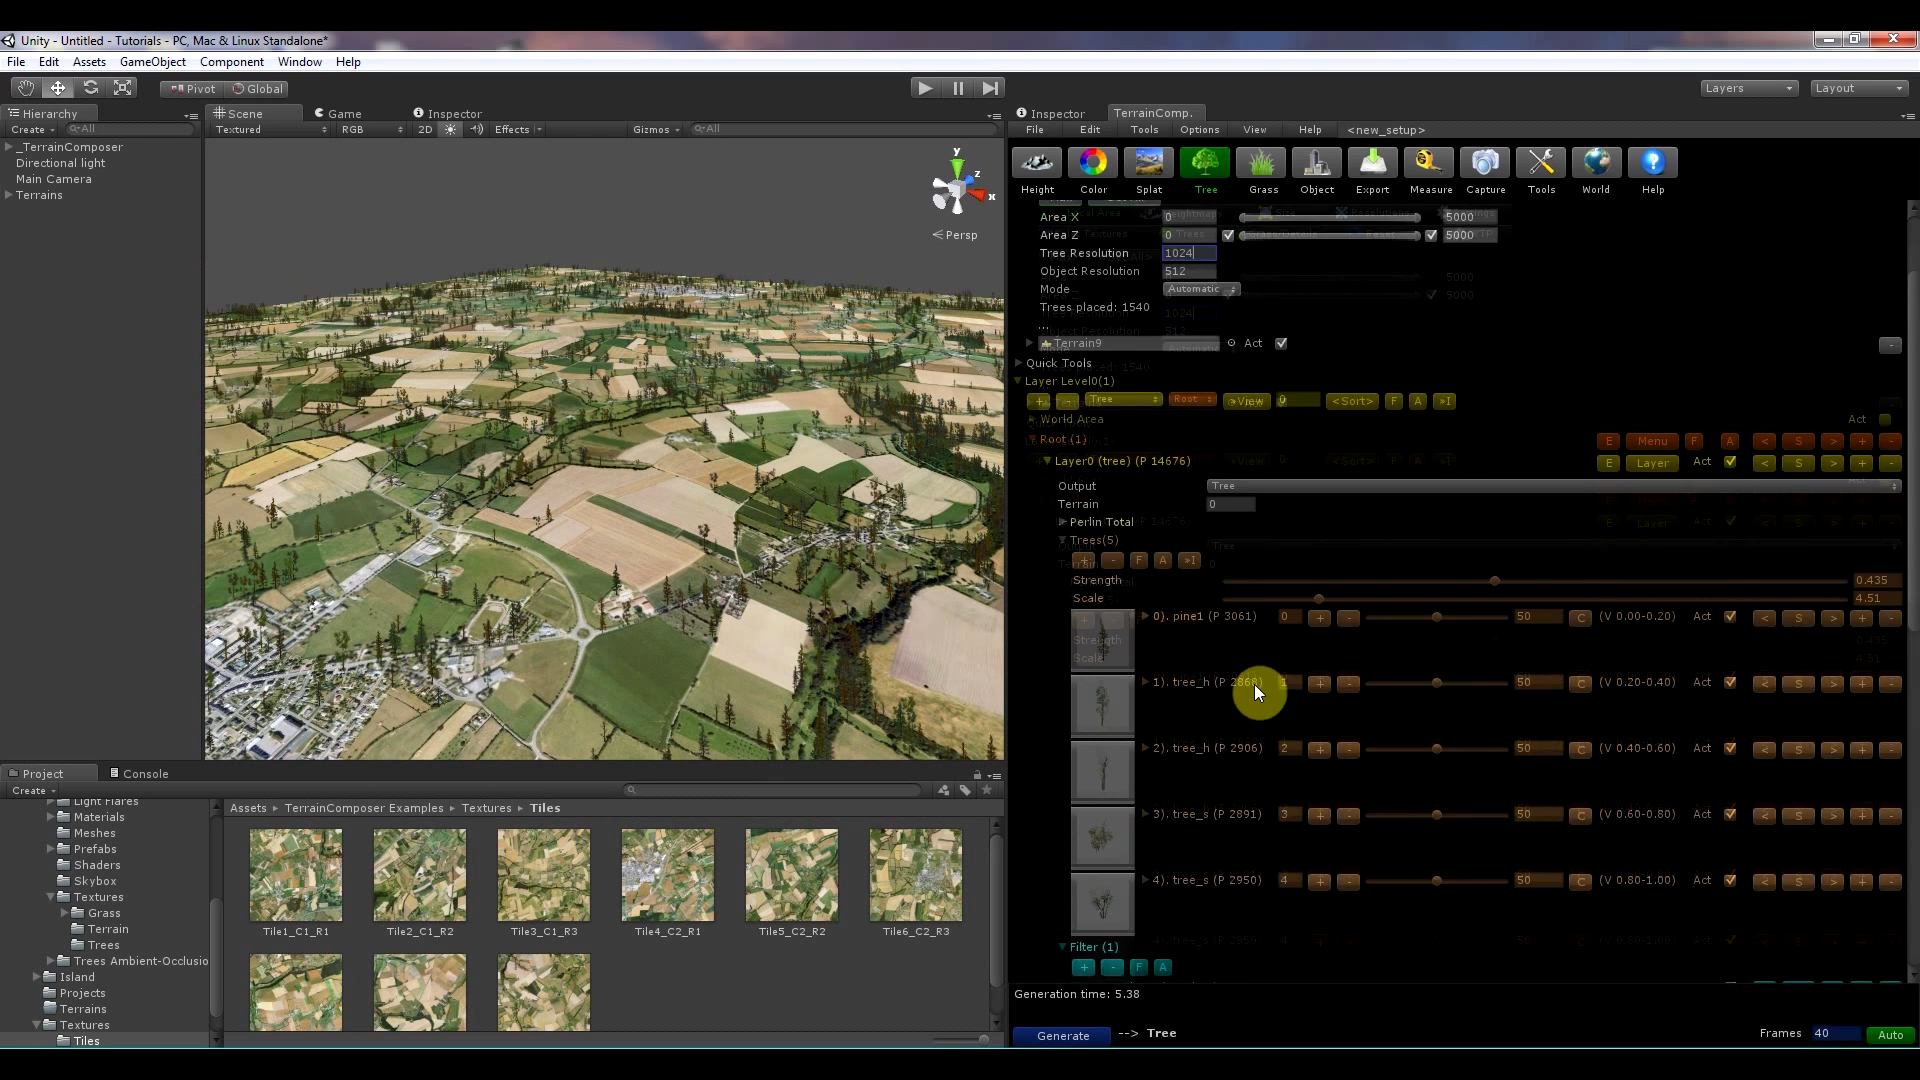 Unity - Untitled - Tutorials - PC, Mac & Linux Standalone*
File Edit Assets GameObject Component Window Help
Pivot Global Layers Layout
Hierarchy
Create All
_TerrainComposer
Directional light
Main Camera
Terrains
Scene Game Inspector
Textured RGB 2D Effects Gizmos All
y
z
x
Persp
Inspector TerrainComp.
File Edit Tools Options View Help <new_setup>
Height Color Splat Tree Grass Object Export Measure Capture Tools World Help
Area X 0 5000
Area Z 0 5000
Tree Resolution 1024
Object Resolution 512
Mode Automatic
Trees placed: 1540
...
Terrain9 Act -
Quick Tools
Layer Level0(1)
+ - Tree Root >View 0 <Sort> F A »I
World Area Act
Root (1) E Menu F A < S > + -
Layer0 (tree) (P 14676) E Layer Act < S > + -
Output Tree
Terrain 0
Perlin Total
Trees(5)
+ - F A »I
Strength 0.435
Scale 4.51
0). pine1 (P 3061) 0 + - 50 C (V 0.00-0.20) Act < S > + -
1). tree_h (P 2868) 1 + - 50 C (V 0.20-0.40) Act < S > + -
2). tree_h (P 2906) 2 + - 50 C (V 0.40-0.60) Act < S > + -
3). tree_s (P 2891) 3 + - 50 C (V 0.60-0.80) Act < S > + -
4). tree_s (P 2950) 4 + - 50 C (V 0.80-1.00) Act < S > + -
Filter (1)
+ - F A
Generation time: 5.38
Generate --> Tree Frames 40 Auto
Project Console
Create
Light Flares
Materials
Meshes
Prefabs
Shaders
Skybox
Textures
Grass
Terrain
Trees
Trees Ambient-Occlusio
Island
Projects
Terrains
Textures
Tiles
Assets TerrainComposer Examples Textures Tiles
Tile1_C1_R1 Tile2_C1_R2 Tile3_C1_R3 Tile4_C2_R1 Tile5_C2_R2 Tile6_C2_R3